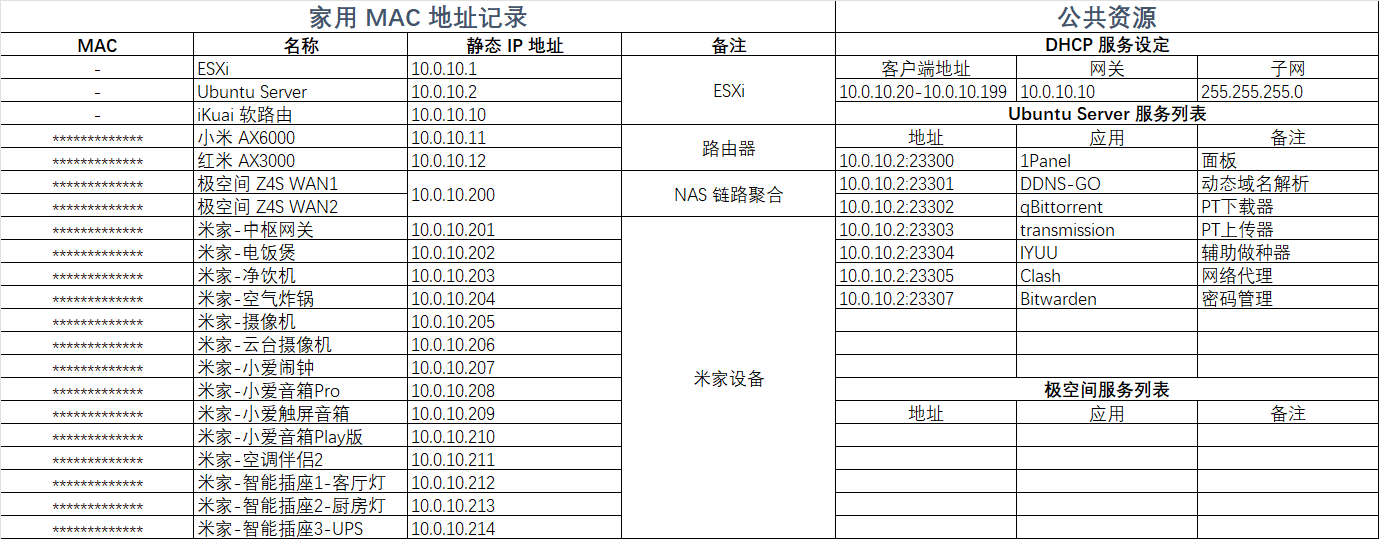 家用 MAC 地址记录 公共资源
MAC 名称 静态 IP 地址 备注 DHCP 服务设定
- ESXi 10.0.10.1 ESXi 客户端地址 网关 子网
- Ubuntu Server 10.0.10.2 10.0.10.20-10.0.10.199 10.0.10.10 255.255.255.0
- iKuai 软路由 10.0.10.10 Ubuntu Server 服务列表
************* 小米 AX6000 10.0.10.11 路由器 地址 应用 备注
************* 红米 AX3000 10.0.10.12 10.0.10.2:23300 1Panel 面板
************* 极空间 Z4S WAN1 10.0.10.200 NAS 链路聚合 10.0.10.2:23301 DDNS-GO 动态域名解析
************* 极空间 Z4S WAN2 10.0.10.2:23302 qBittorrent PT下载器
************* 米家-中枢网关 10.0.10.201 米家设备 10.0.10.2:23303 transmission PT上传器
************* 米家-电饭煲 10.0.10.202 10.0.10.2:23304 IYUU 辅助做种器
************* 米家-净饮机 10.0.10.203 10.0.10.2:23305 Clash 网络代理
************* 米家-空气炸锅 10.0.10.204 10.0.10.2:23307 Bitwarden 密码管理
************* 米家-摄像机 10.0.10.205
************* 米家-云台摄像机 10.0.10.206
************* 米家-小爱闹钟 10.0.10.207
************* 米家-小爱音箱Pro 10.0.10.208 极空间服务列表
************* 米家-小爱触屏音箱 10.0.10.209 地址 应用 备注
************* 米家-小爱音箱Play版 10.0.10.210
************* 米家-空调伴侣2 10.0.10.211
************* 米家-智能插座1-客厅灯 10.0.10.212
************* 米家-智能插座2-厨房灯 10.0.10.213
************* 米家-智能插座3-UPS 10.0.10.214